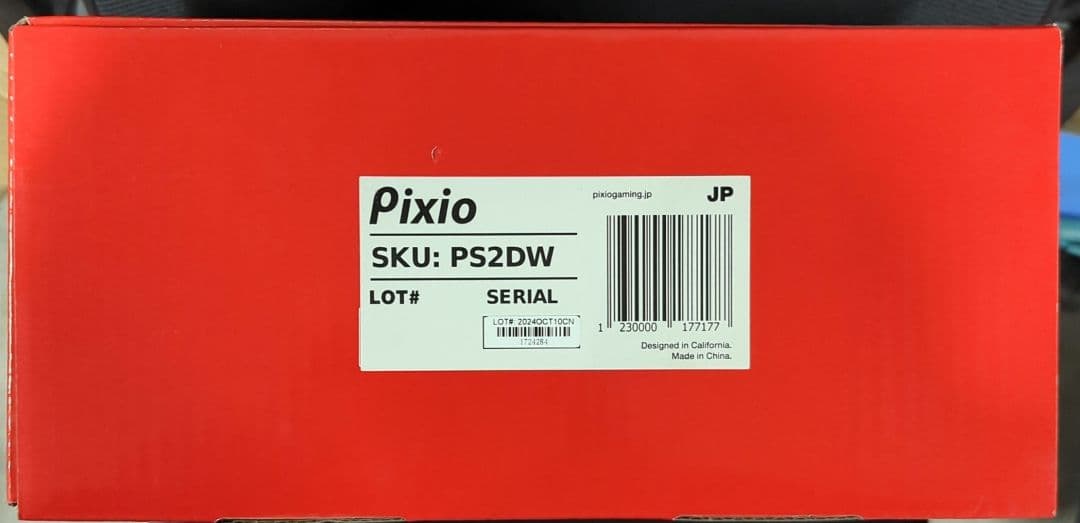 Pixio
pixiogaming.jp
JP
SKU: PS2DW
LOT#
SERIAL
LOT#: 2024OCT10CN
1724284
1 230000 177177
Designed in California.
Made in China.